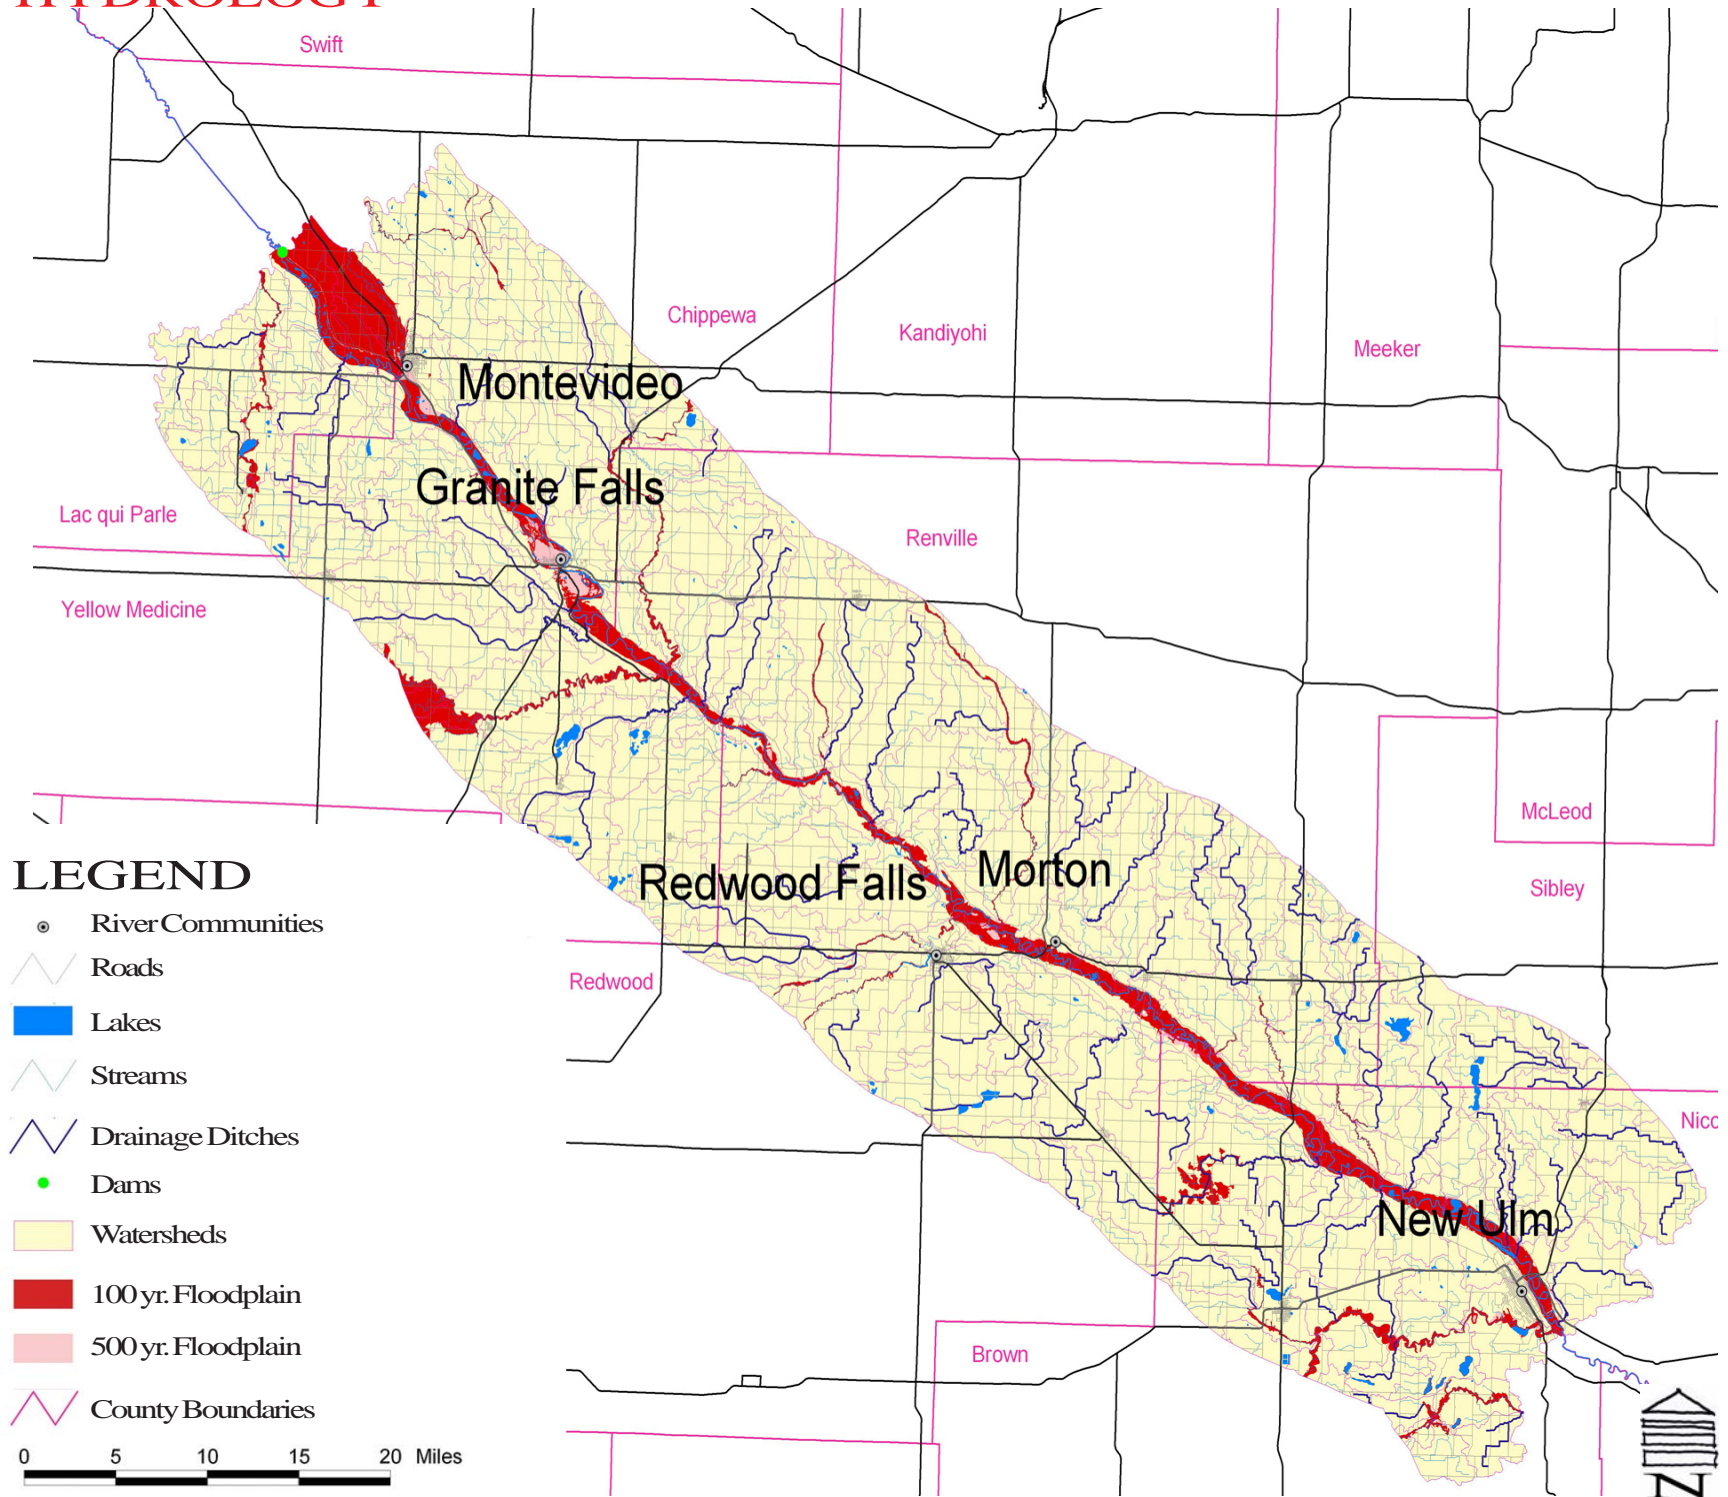 HYDROLOGY
Swift
Chippewa
Kandiyohi
Meeker
Montevideo
Granite Falls
Lac qui Parle
Renville
Yellow Medicine
McLeod
Redwood Falls
Morton
Sibley
Redwood
Nico
New Ulm
Brown
LEGEND
River Communities
Roads
Lakes
Streams
Drainage Ditches
Dams
Watersheds
100 yr. Floodplain
500 yr. Floodplain
County Boundaries
0 5 10 15 20 Miles
N